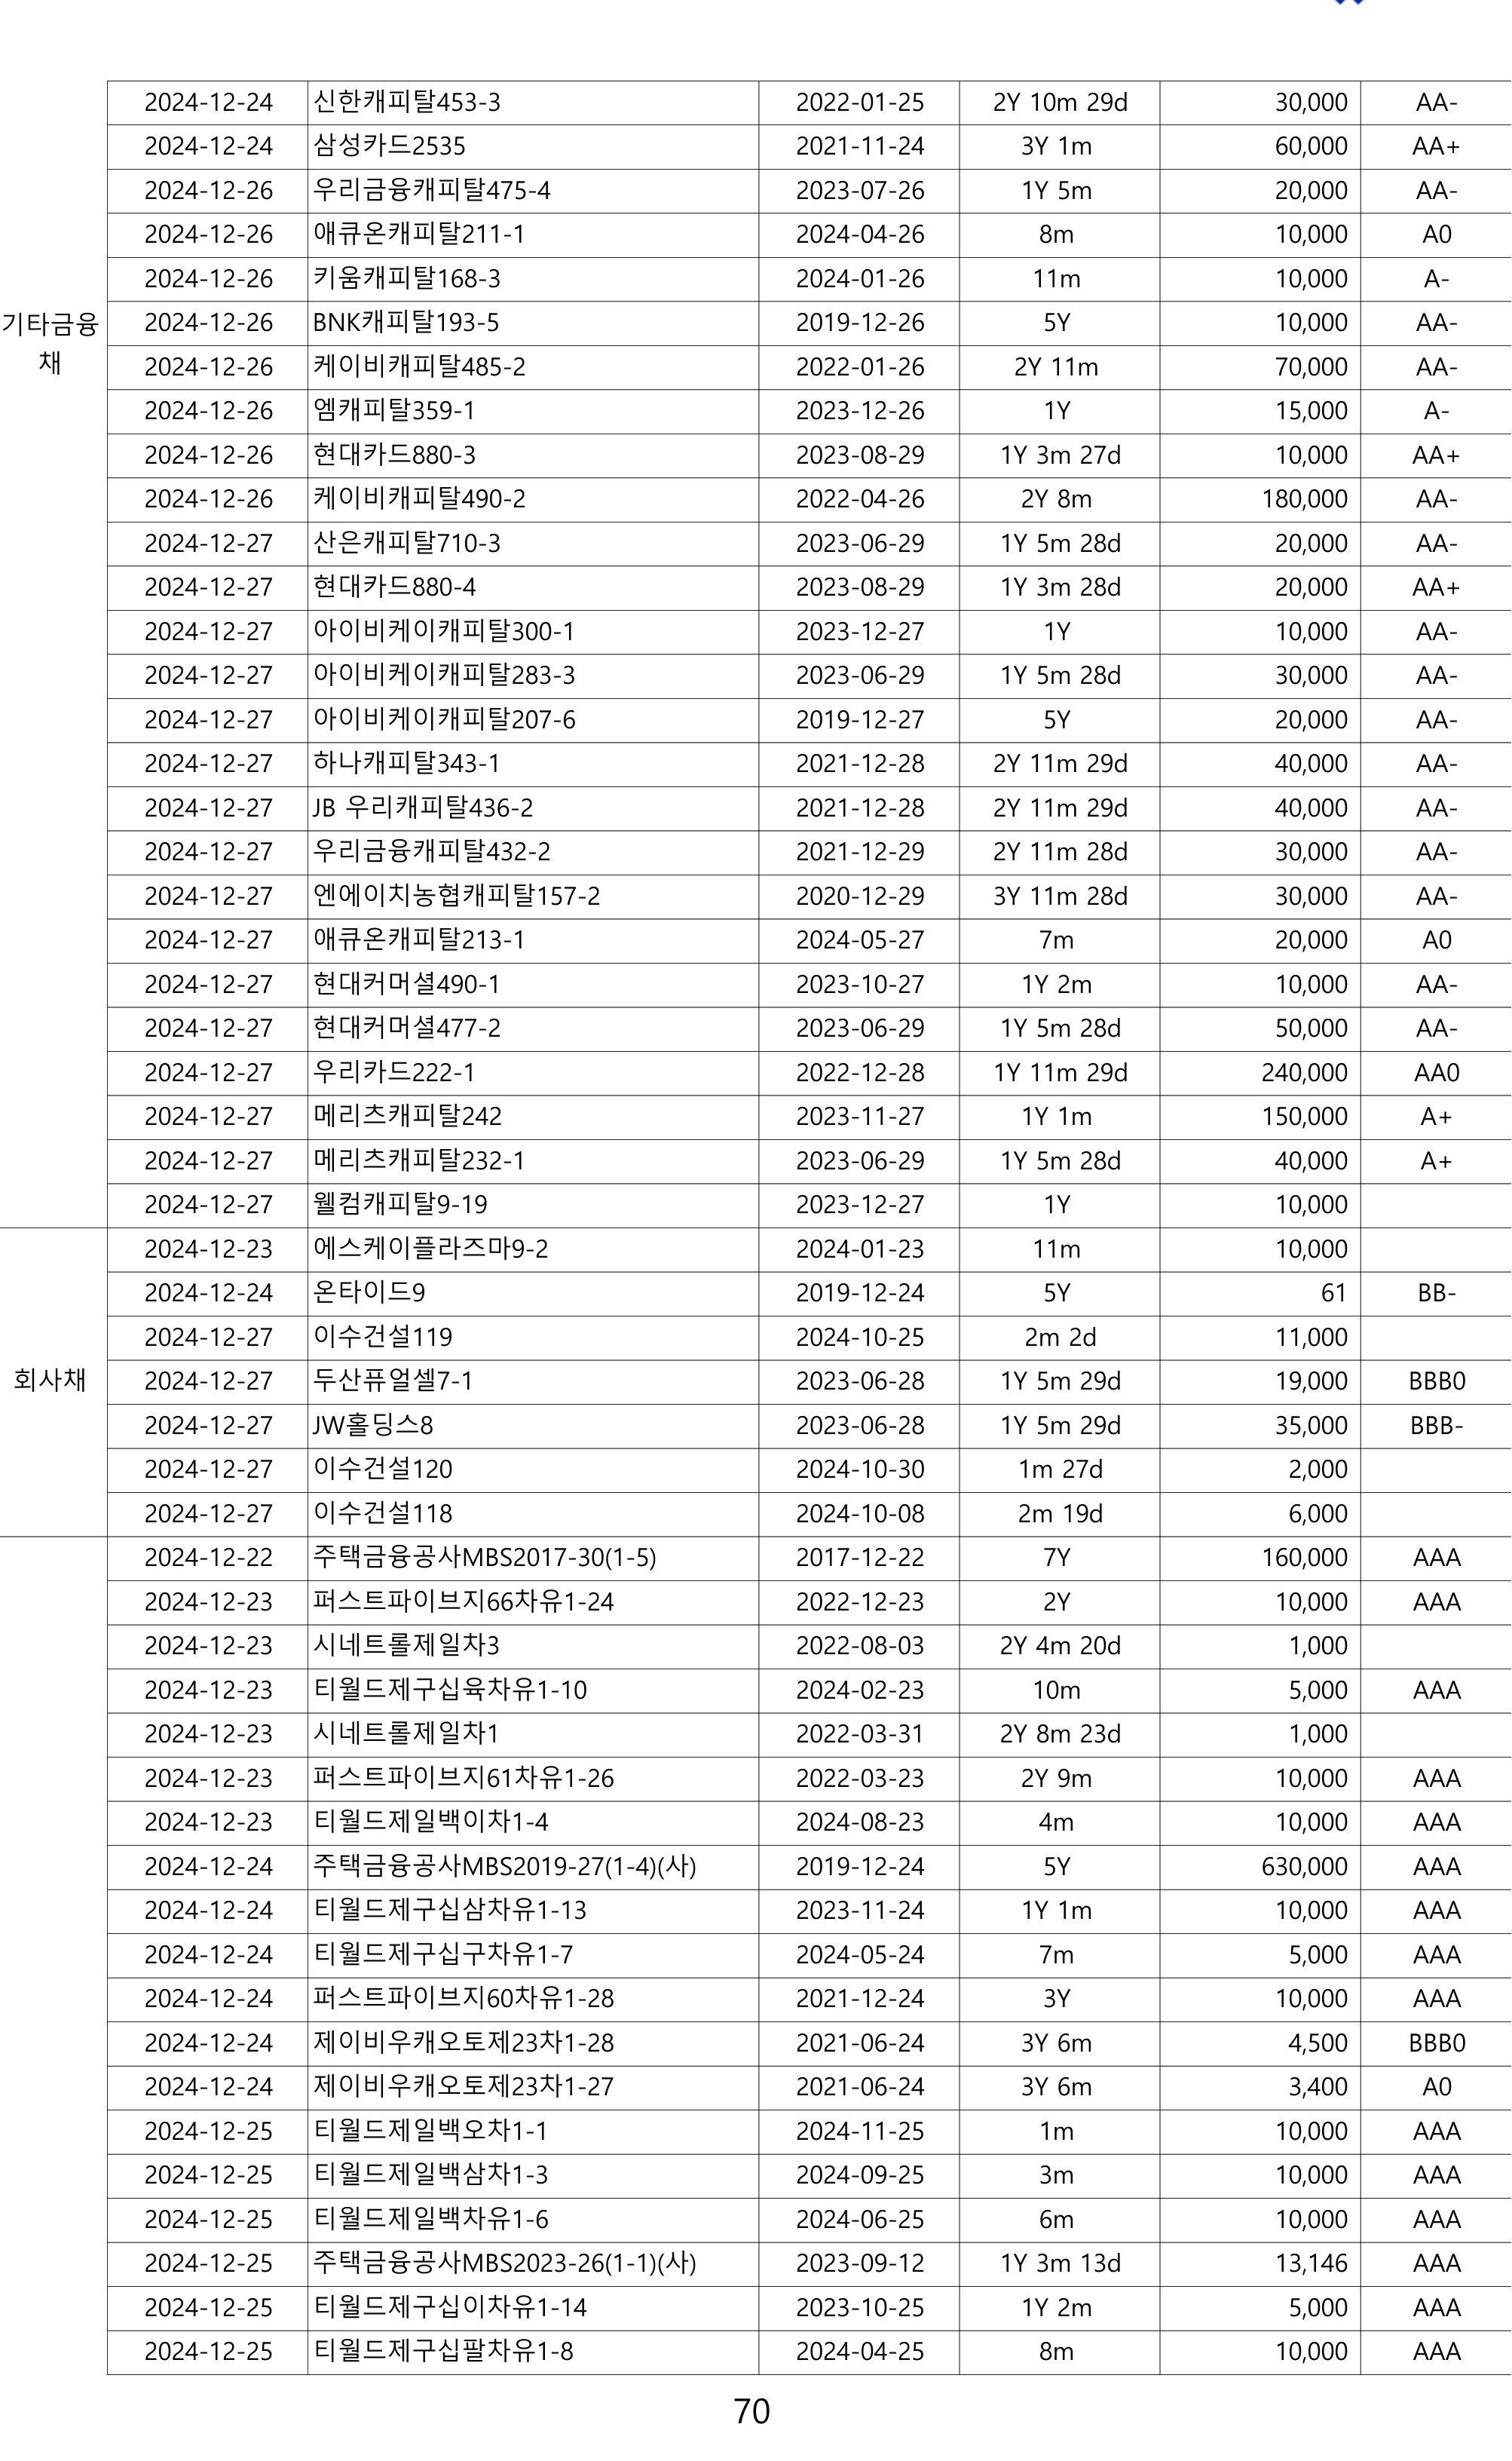 2024-12-24 신한캐피탈453-3 2022-01-25 2Y 10m 29d 30,000 AA-
2024-12-24 삼성카드2535 2021-11-24 3Y 1m 60,000 AA+
2024-12-26 우리금융캐피탈475-4 2023-07-26 1Y 5m 20,000 AA-
2024-12-26 애큐온캐피탈211-1 2024-04-26 8m 10,000 A0
2024-12-26 키움캐피탈168-3 2024-01-26 11m 10,000 A-
기타금융
채
2024-12-26 BNK캐피탈193-5 2019-12-26 5Y 10,000 AA-
2024-12-26 케이비캐피탈485-2 2022-01-26 2Y 11m 70,000 AA-
2024-12-26 엠캐피탈359-1 2023-12-26 1Y 15,000 A-
2024-12-26 현대카드880-3 2023-08-29 1Y 3m 27d 10,000 AA+
2024-12-26 케이비캐피탈490-2 2022-04-26 2Y 8m 180,000 AA-
2024-12-27 산은캐피탈710-3 2023-06-29 1Y 5m 28d 20,000 AA-
2024-12-27 현대카드880-4 2023-08-29 1Y 3m 28d 20,000 AA+
2024-12-27 아이비케이캐피탈300-1 2023-12-27 1Y 10,000 AA-
2024-12-27 아이비케이캐피탈283-3 2023-06-29 1Y 5m 28d 30,000 AA-
2024-12-27 아이비케이캐피탈207-6 2019-12-27 5Y 20,000 AA-
2024-12-27 하나캐피탈343-1 2021-12-28 2Y 11m 29d 40,000 AA-
2024-12-27 JB 우리캐피탈436-2 2021-12-28 2Y 11m 29d 40,000 AA-
2024-12-27 우리금융캐피탈432-2 2021-12-29 2Y 11m 28d 30,000 AA-
2024-12-27 엔에이치농협캐피탈157-2 2020-12-29 3Y 11m 28d 30,000 AA-
2024-12-27 애큐온캐피탈213-1 2024-05-27 7m 20,000 A0
2024-12-27 현대커머셜490-1 2023-10-27 1Y 2m 10,000 AA-
2024-12-27 현대커머셜477-2 2023-06-29 1Y 5m 28d 50,000 AA-
2024-12-27 우리카드222-1 2022-12-28 1Y 11m 29d 240,000 AA0
2024-12-27 메리츠캐피탈242 2023-11-27 1Y 1m 150,000 A+
2024-12-27 메리츠캐피탈232-1 2023-06-29 1Y 5m 28d 40,000 A+
2024-12-27 웰컴캐피탈9-19 2023-12-27 1Y 10,000
2024-12-23 에스케이플라즈마9-2 2024-01-23 11m 10,000
2024-12-24 온타이드9 2019-12-24 5Y 61 BB-
2024-12-27 이수건설119 2024-10-25 2m 2d 11,000
회사채 2024-12-27 두산퓨얼셀7-1 2023-06-28 1Y 5m 29d 19,000 BBB0
2024-12-27 JW홀딩스8 2023-06-28 1Y 5m 29d 35,000 BBB-
2024-12-27 이수건설120 2024-10-30 1m 27d 2,000
2024-12-27 이수건설118 2024-10-08 2m 19d 6,000
2024-12-22 주택금융공사MBS2017-30(1-5) 2017-12-22 7Y 160,000 AAA
2024-12-23 퍼스트파이브지66차유1-24 2022-12-23 2Y 10,000 AAA
2024-12-23 시네트롤제일차3 2022-08-03 2Y 4m 20d 1,000
2024-12-23 티월드제구십육차유1-10 2024-02-23 10m 5,000 AAA
2024-12-23 시네트롤제일차1 2022-03-31 2Y 8m 23d 1,000
2024-12-23 퍼스트파이브지61차유1-26 2022-03-23 2Y 9m 10,000 AAA
2024-12-23 티월드제일백이차1-4 2024-08-23 4m 10,000 AAA
2024-12-24 주택금융공사MBS2019-27(1-4)(사) 2019-12-24 5Y 630,000 AAA
2024-12-24 티월드제구십삼차유1-13 2023-11-24 1Y 1m 10,000 AAA
2024-12-24 티월드제구십구차유1-7 2024-05-24 7m 5,000 AAA
2024-12-24 퍼스트파이브지60차유1-28 2021-12-24 3Y 10,000 AAA
2024-12-24 제이비우캐오토제23차1-28 2021-06-24 3Y 6m 4,500 BBB0
2024-12-24 제이비우캐오토제23차1-27 2021-06-24 3Y 6m 3,400 A0
2024-12-25 티월드제일백오차1-1 2024-11-25 1m 10,000 AAA
2024-12-25 티월드제일백삼차1-3 2024-09-25 3m 10,000 AAA
2024-12-25 티월드제일백차유1-6 2024-06-25 6m 10,000 AAA
2024-12-25 주택금융공사MBS2023-26(1-1)(사) 2023-09-12 1Y 3m 13d 13,146 AAA
2024-12-25 티월드제구십이차유1-14 2023-10-25 1Y 2m 5,000 AAA
2024-12-25 티월드제구십팔차유1-8 2024-04-25 8m 10,000 AAA
70